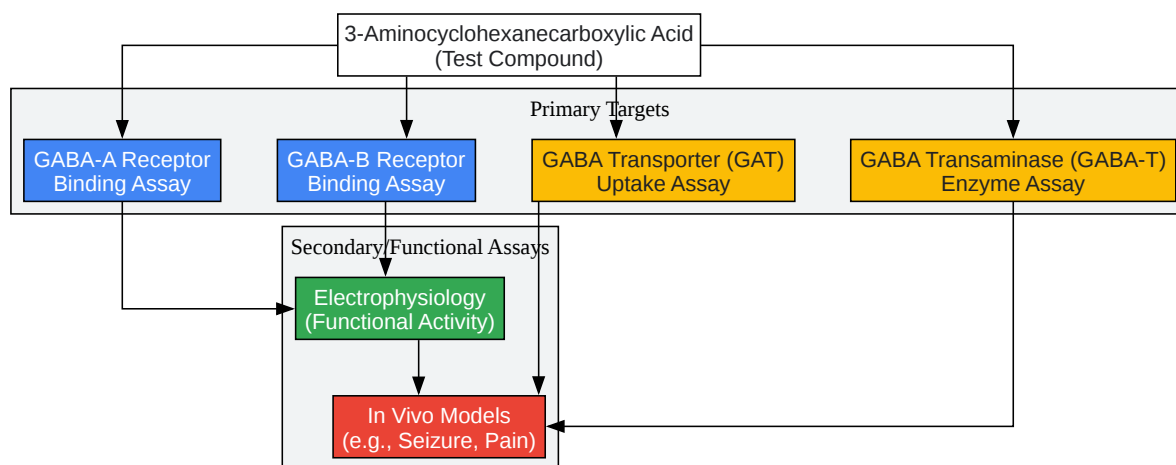 3-Aminocyclohexanecarboxylic Acid
(Test Compound)
Primary Targets
GABA-A Receptor
Binding Assay
GABA-B Receptor
Binding Assay
GABA Transporter (GAT)
Uptake Assay
GABA Transaminase (GABA-T)
Enzyme Assay
Secondary/Functional Assays
Electrophysiology
(Functional Activity)
In Vivo Models
(e.g., Seizure, Pain)